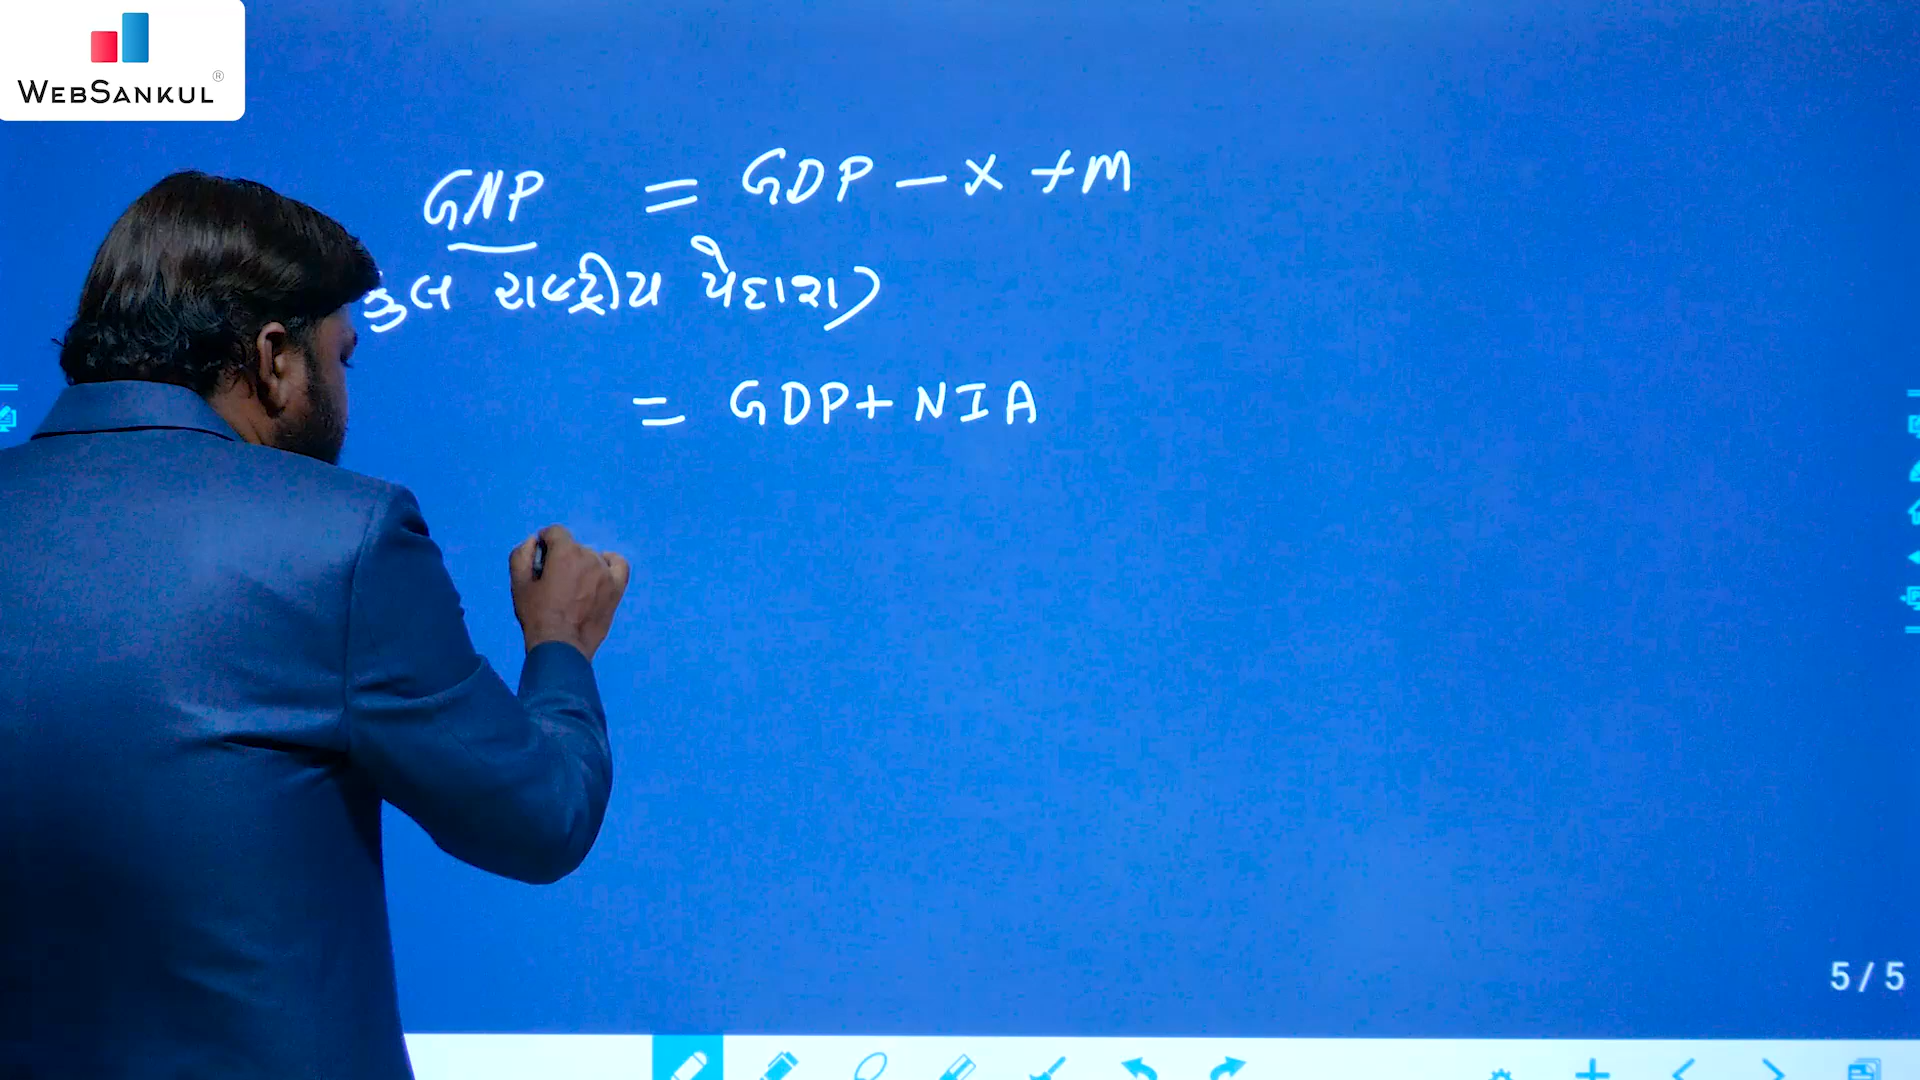 WEBSANKUL®
GNP = GDP - X + M
કુલ રાષ્ટ્રીય પેદાશ)
= GDP + NIA
5/5